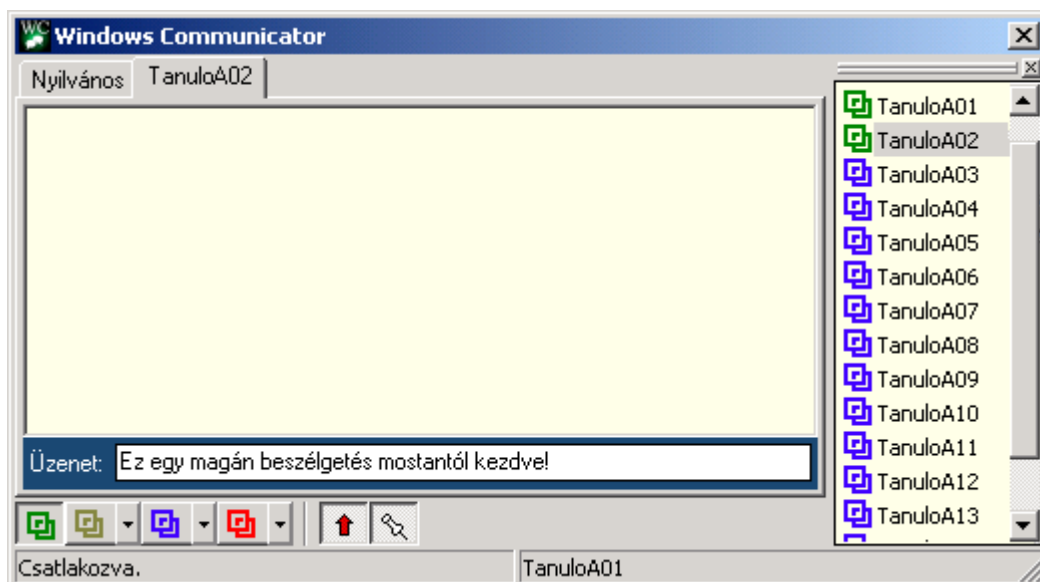 WC
Windows Communicator
Nyilvános
TanuloA02
TanuloA01
TanuloA02
TanuloA03
TanuloA04
TanuloA05
TanuloA06
TanuloA07
TanuloA08
TanuloA09
TanuloA10
TanuloA11
TanuloA12
TanuloA13
Üzenet: Ez egy magán beszélgetés mostantól kezdve!
Csatlakozva.
TanuloA01